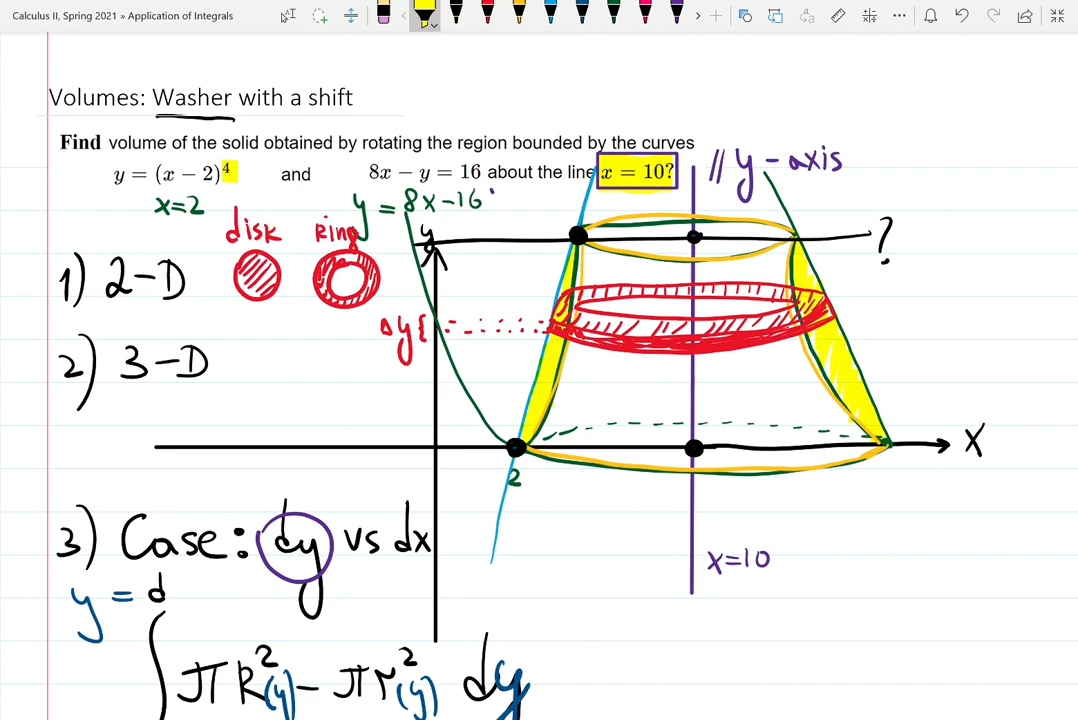 Calculus II, Spring 2021 » Application of Integrals
Volumes: Washer with a shift
Find volume of the solid obtained by rotating the region bounded by the curves
y = (x − 2)⁴ and 8x − y = 16 about the line x = 10?
// y-axis
x=2
y = 8x-16
disk Ring
y
?
1) 2-D
Δy
2) 3-D
x
2
3) Case: dy vs dx
x=10
y = d
∫ πR²(y) - πr²(y) dy